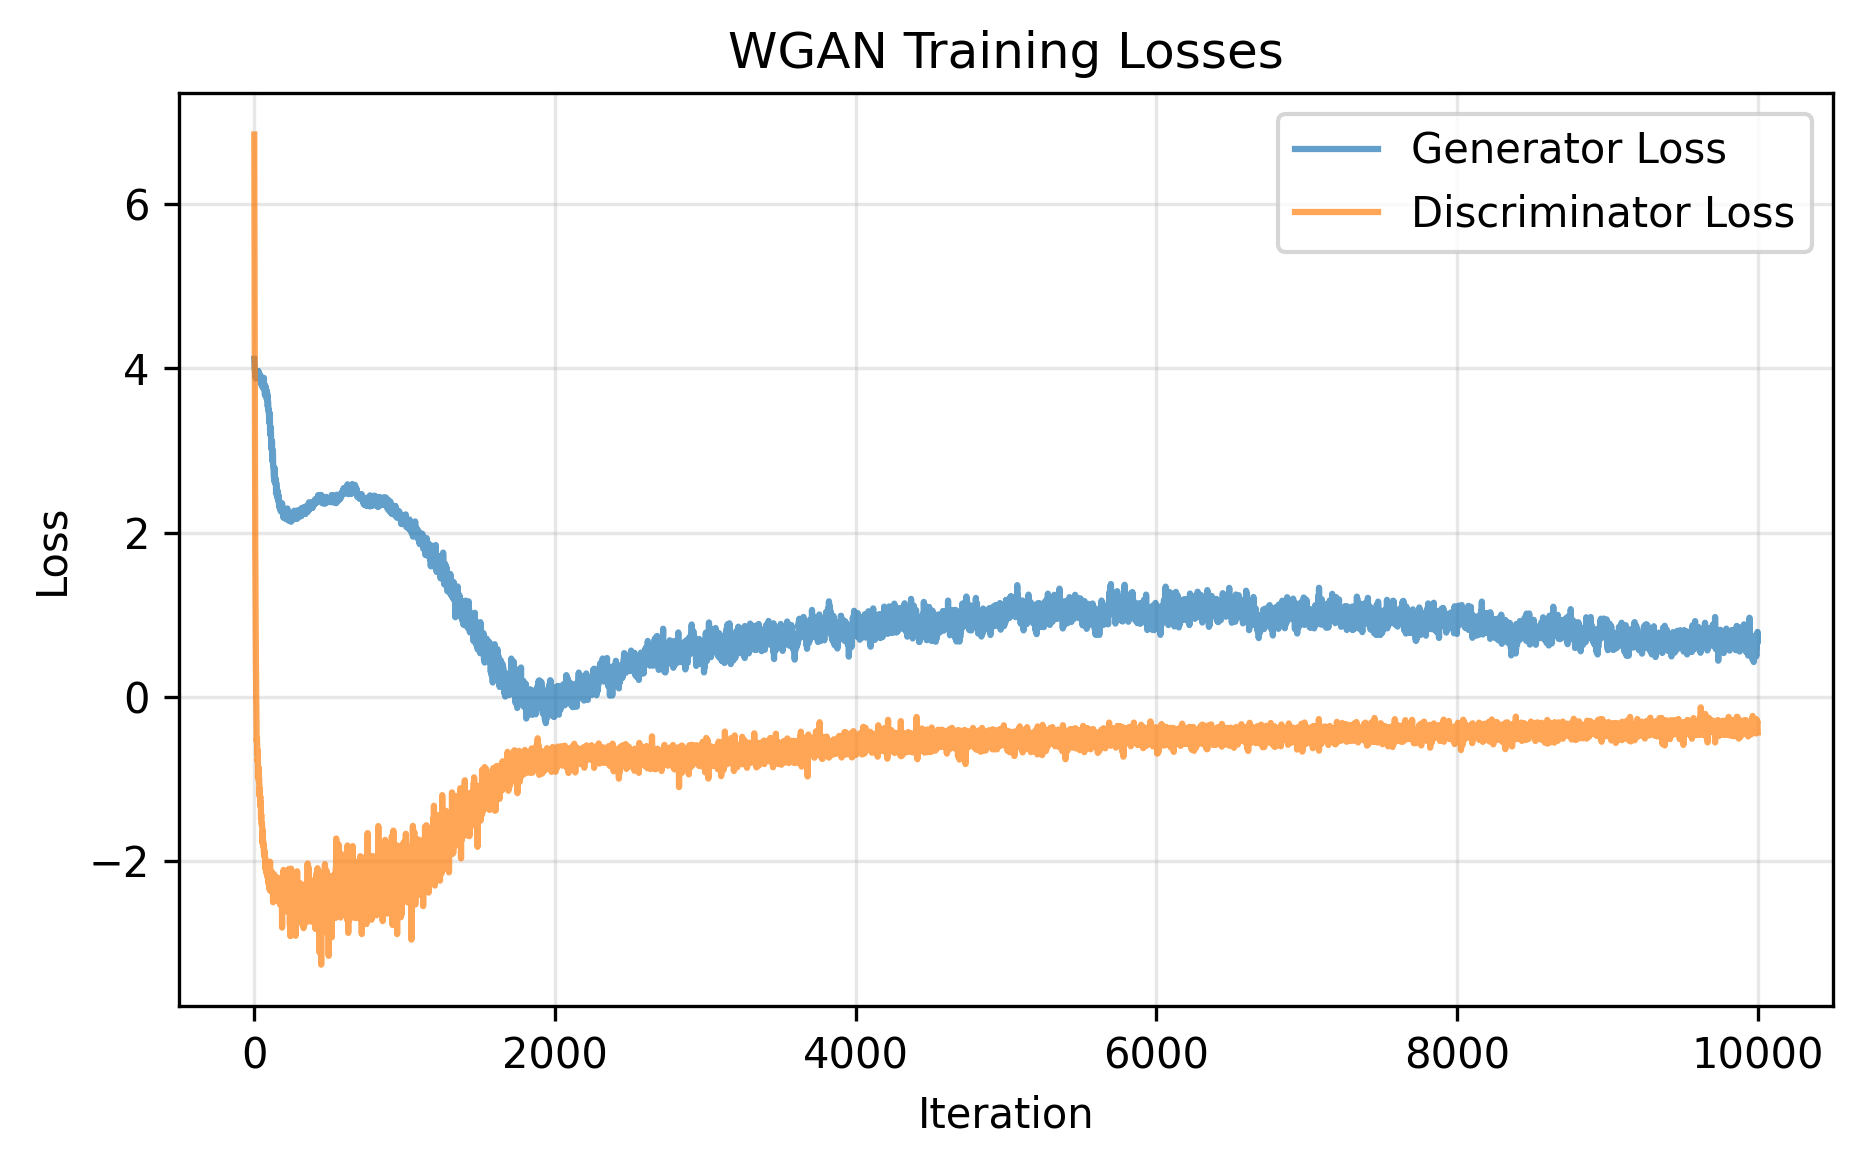 WGAN Training Losses
Generator Loss
Discriminator Loss
6
4
2
0
−2
Loss
0 2000 4000 6000 8000 10000
Iteration